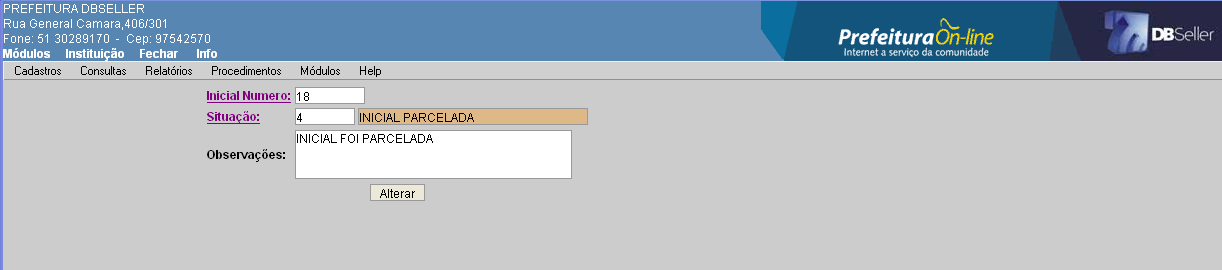 PREFEITURA DBSELLER
Rua General Camara,406/301
Fone: 51 30289170 - Cep: 97542570
Módulos Instituição Fechar Info
PrefeituraOn-line
Internet a serviço da comunidade
DBSeller
Cadastros Consultas Relatórios Procedimentos Módulos Help
Inicial Numero: 18
Situação: 4 INICIAL PARCELADA
Observações: INICIAL FOI PARCELADA
Alterar